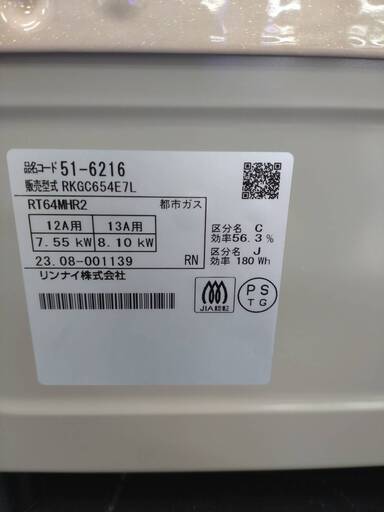 品名コード 51-6216
販売型式 RKGC654E7L
RT64MHR2 都市ガス
12A用 13A用
7.55 kW 8.10 kW
区分名 C
効率56.3%
区分名 J
効率 180 Wh
23.08-001139 RN
リンナイ株式会社
JIA認証
PS
TG